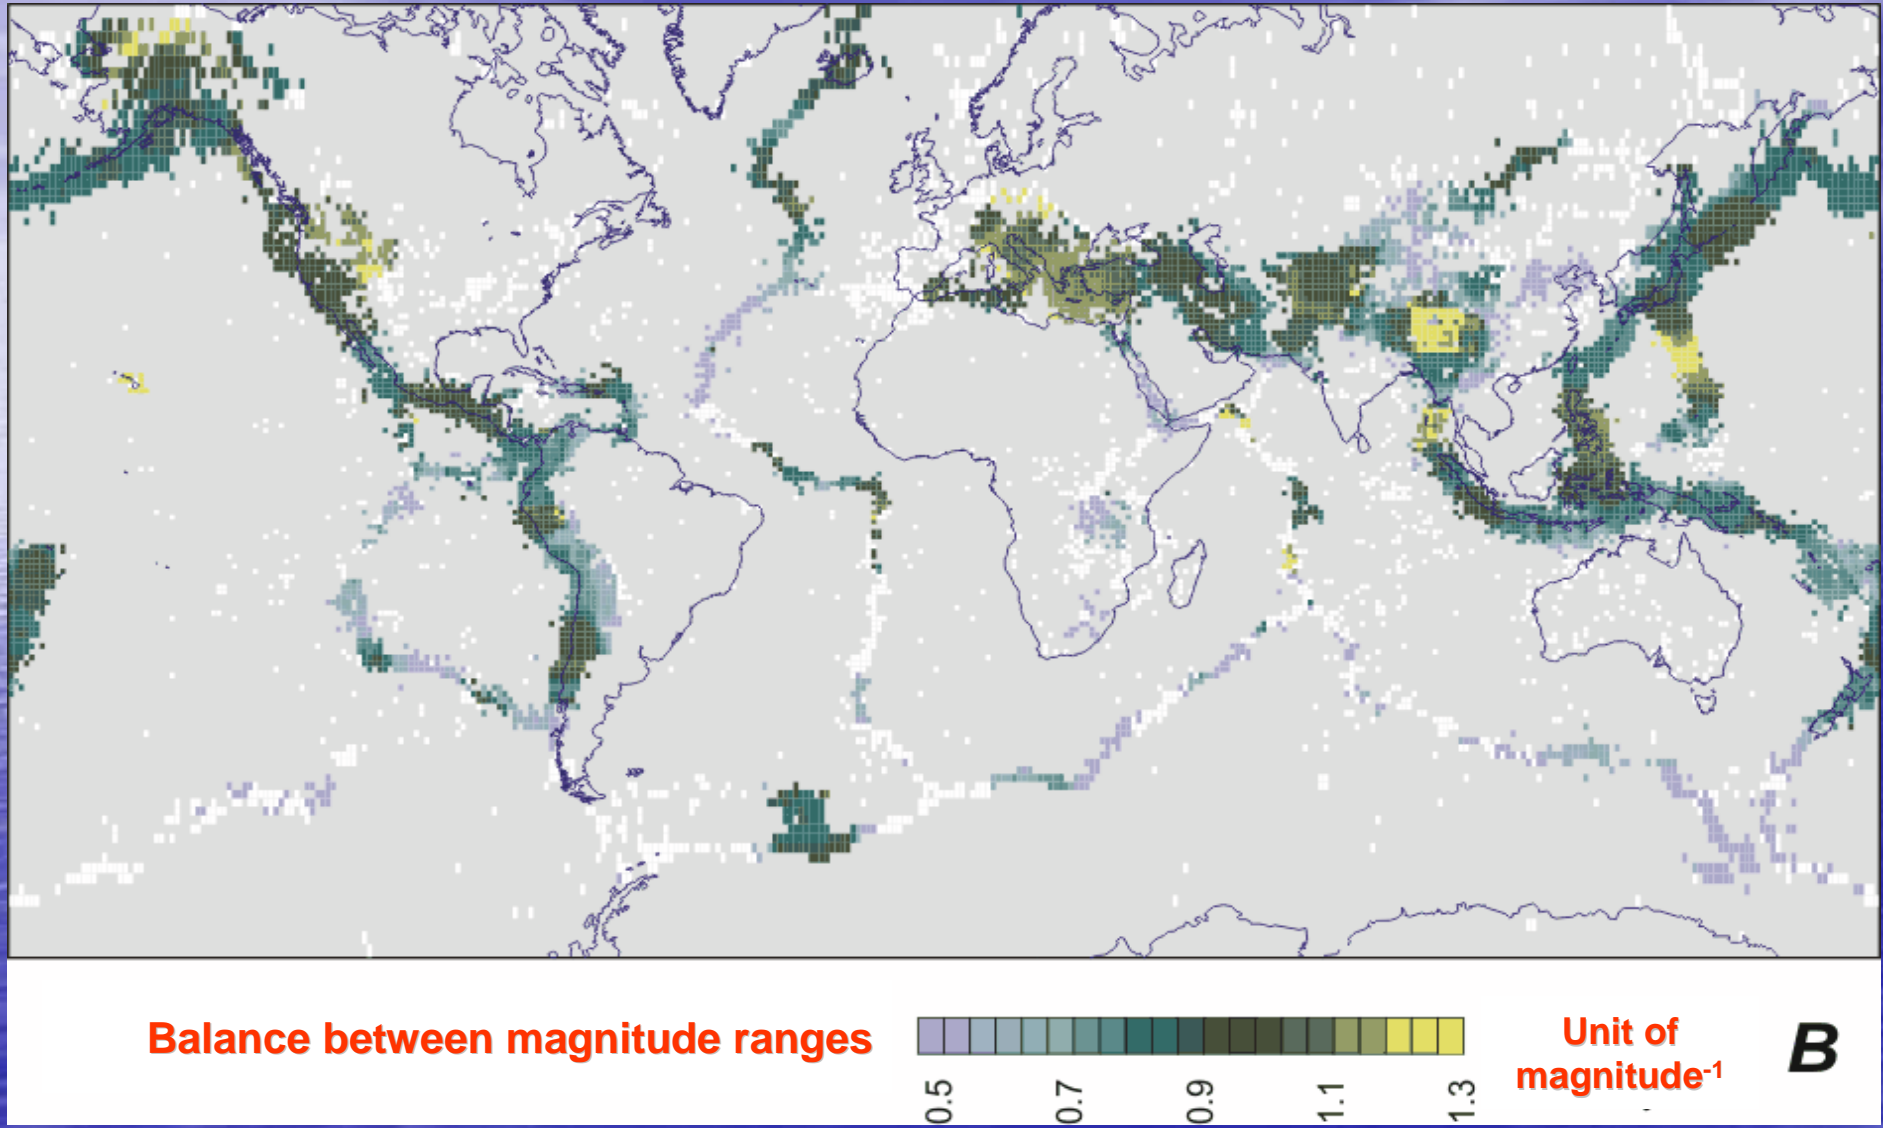 Balance between magnitude ranges
0.5
0.7
0.9
1.1
1.3
Unit of
magnitude-1
B